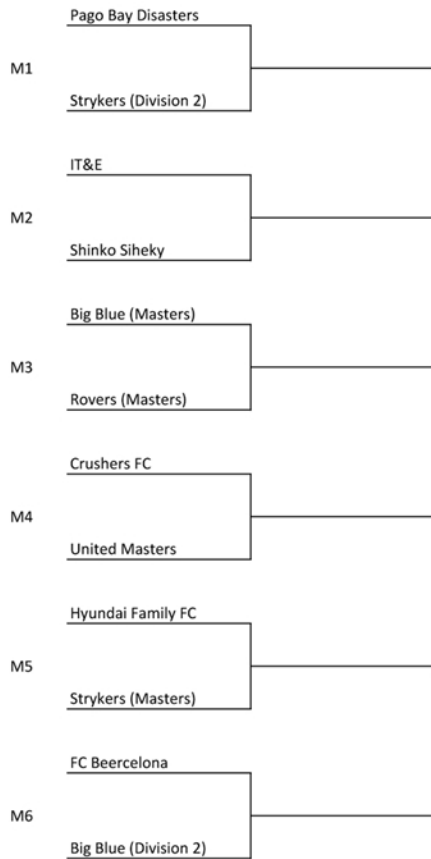 Pago Bay Disasters
M1
Strykers (Division 2)
IT&E
M2
Shinko Siheky
Big Blue (Masters)
M3
Rovers (Masters)
Crushers FC
M4
United Masters
Hyundai Family FC
M5
Strykers (Masters)
FC Beercelona
M6
Big Blue (Division 2)